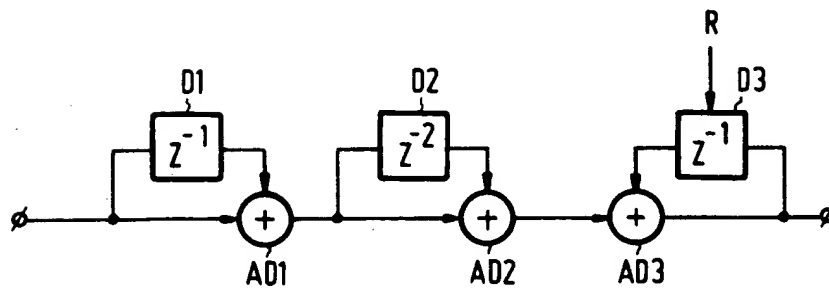 R
D1
D2
D3
z^-1
z^-2
z^-1
+
+
+
AD1
AD2
AD3